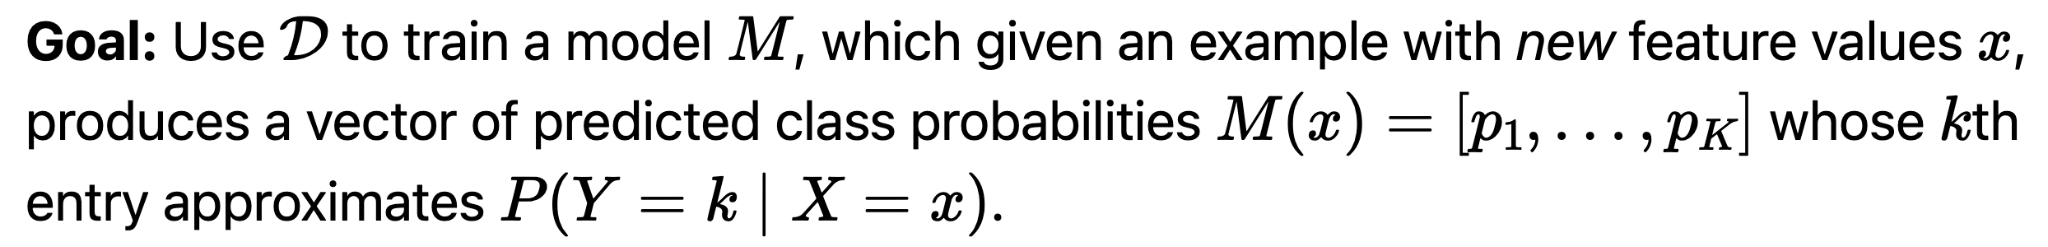 Goal: Use 𝒟 to train a model M, which given an example with new feature values x,
produces a vector of predicted class probabilities M(x) = [p₁, . . . , p_K] whose kth
entry approximates P(Y = k | X = x).